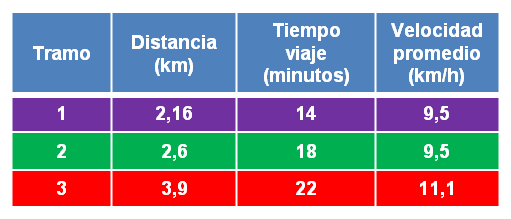 Tramo Distancia (km) Tiempo viaje (minutos) Velocidad promedio (km/h)
1 2,16 14 9,5
2 2,6 18 9,5
3 3,9 22 11,1